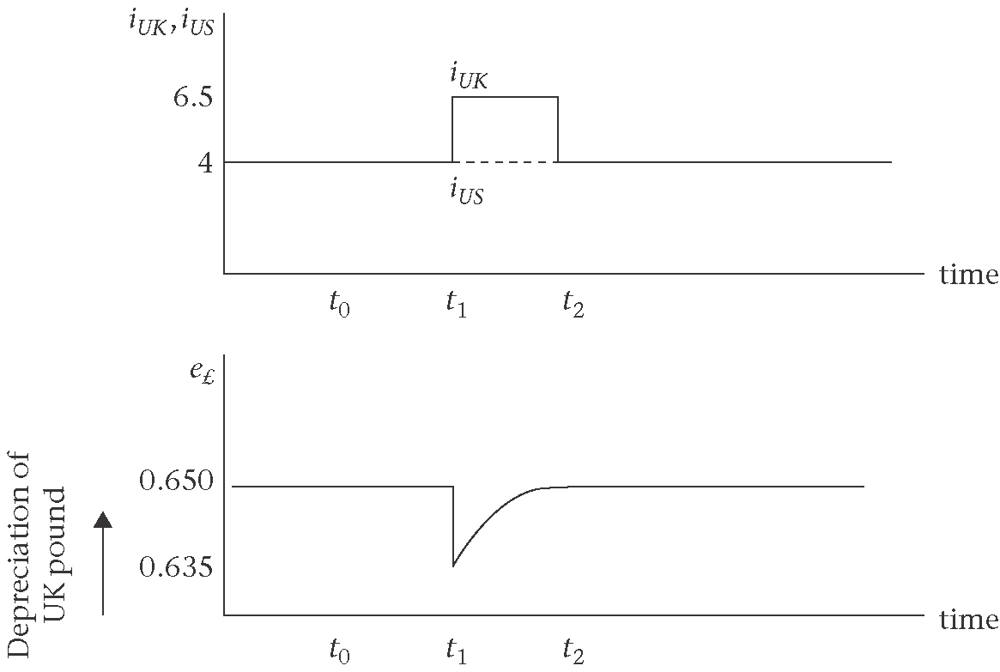 i_UK, i_US
i_UK
6.5
4
i_US
time
t_0
t_1
t_2
e_£
0.650
0.635
Depreciation of
UK pound
time
t_0
t_1
t_2